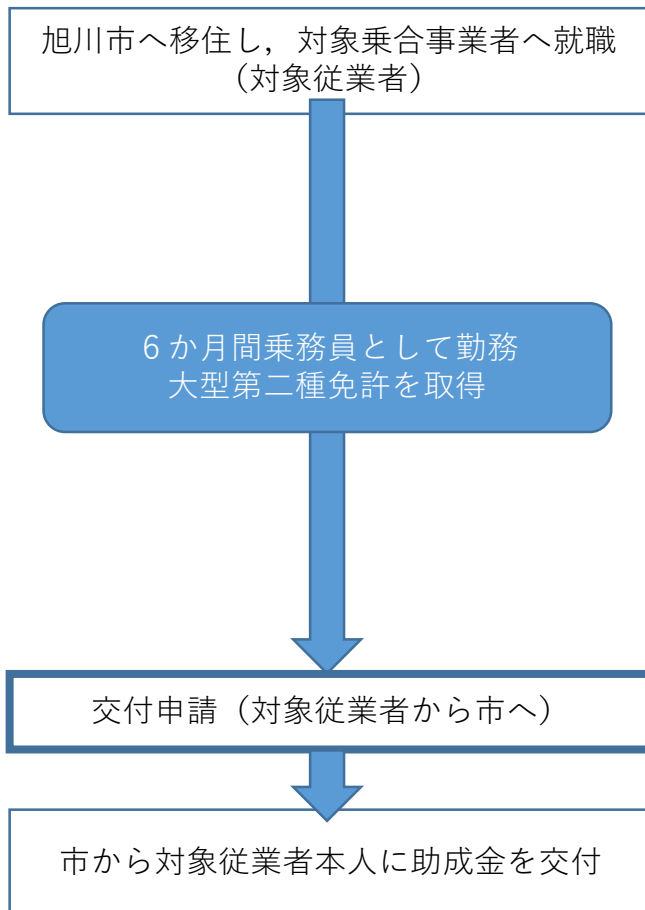 旭川市へ移住し，対象乗合事業者へ就職
（対象従業者）
６か月間乗務員として勤務
大型第二種免許を取得
交付申請（対象従業者から市へ）
市から対象従業者本人に助成金を交付